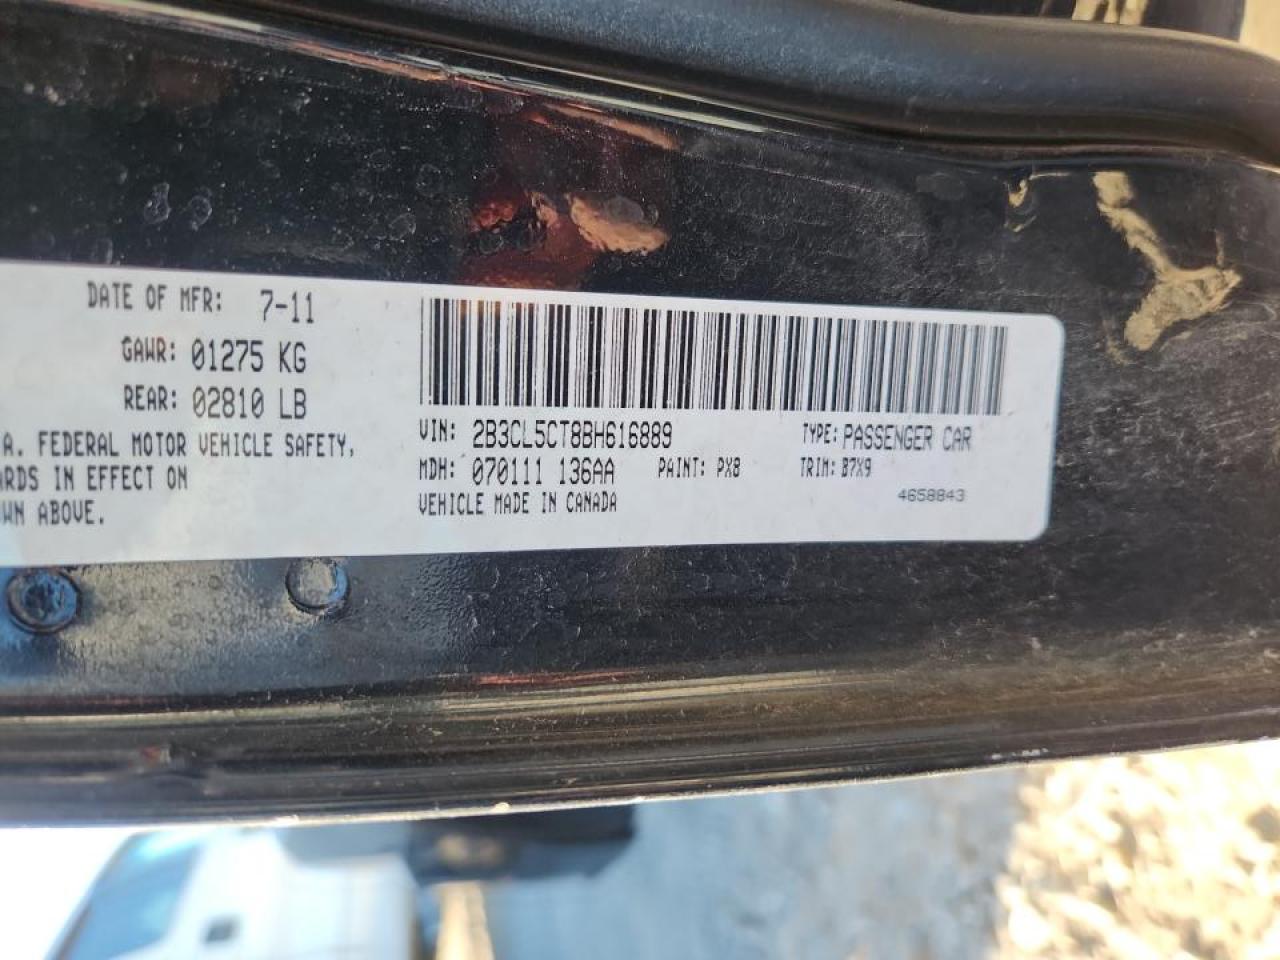 DATE OF MFR: 7-11
GAWR: 01275 KG
REAR: 02810 LB
A. FEDERAL MOTOR VEHICLE SAFETY,
ARDS IN EFFECT ON
WN ABOVE.
VIN: 2B3CL5CT8BH616889
TYPE: PASSENGER CAR
MDH: 070111 136AA
PAINT: PX8
TRIM: B7X9
VEHICLE MADE IN CANADA
4658843